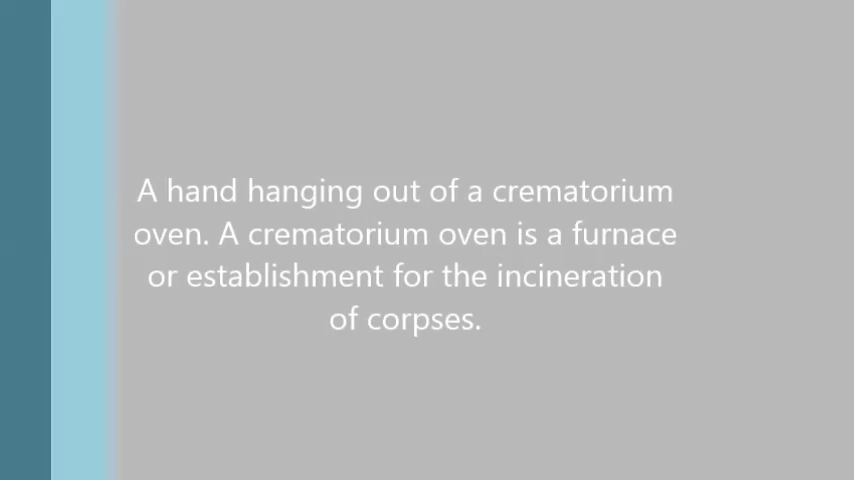 A hand hanging out of a crematorium
oven. A crematorium oven is a furnace
or establishment for the incineration
of corpses.